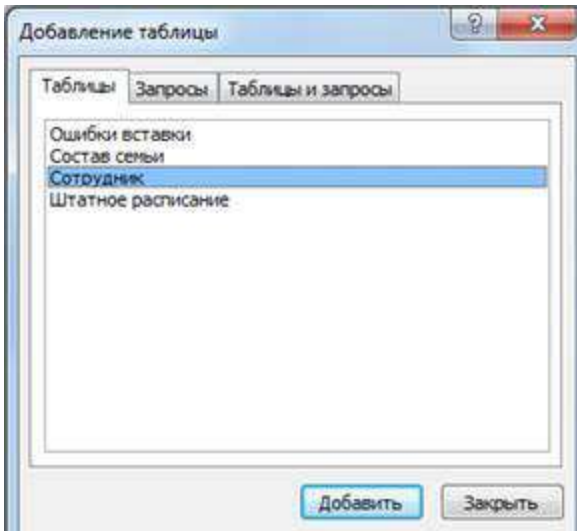 Добавление таблицы
Таблицы Запросы Таблицы и запросы
Ошибки вставки
Состав семьи
Сотрудник
Штатное расписание
Добавить Закрыть